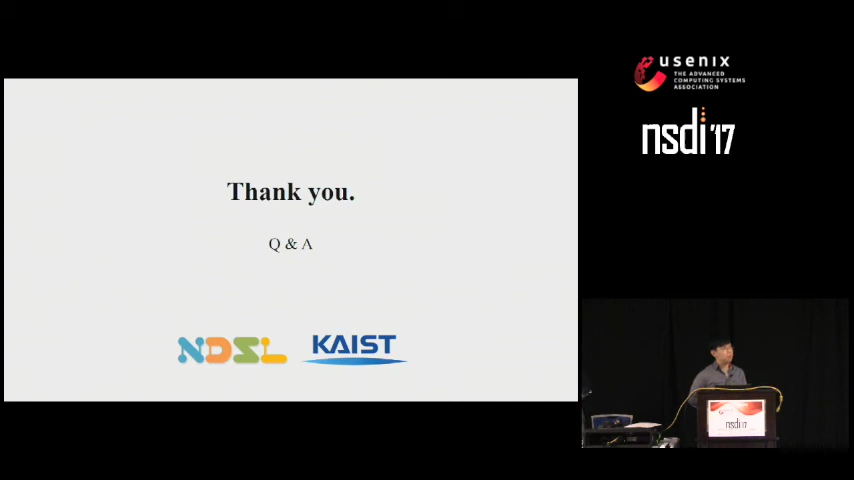 Thank you.
Q & A
NDSL
KAIST
usenix
THE ADVANCED
COMPUTING SYSTEMS
ASSOCIATION
nsdi '17
nsdi 17